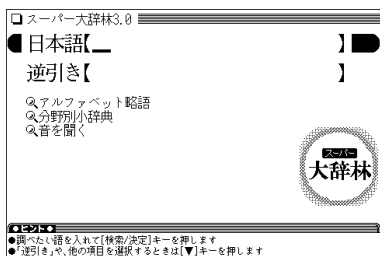 スーパー大辞林3.0
日本語【 】
逆引き【 】
アルファベット略語
分野別小辞典
音を聞く
スーパー
大辞林
●ヒント●
●調べたい語を入れて[検索/決定]キーを押します
●「逆引き」や、他の項目を選択するときは[▼]キーを押します